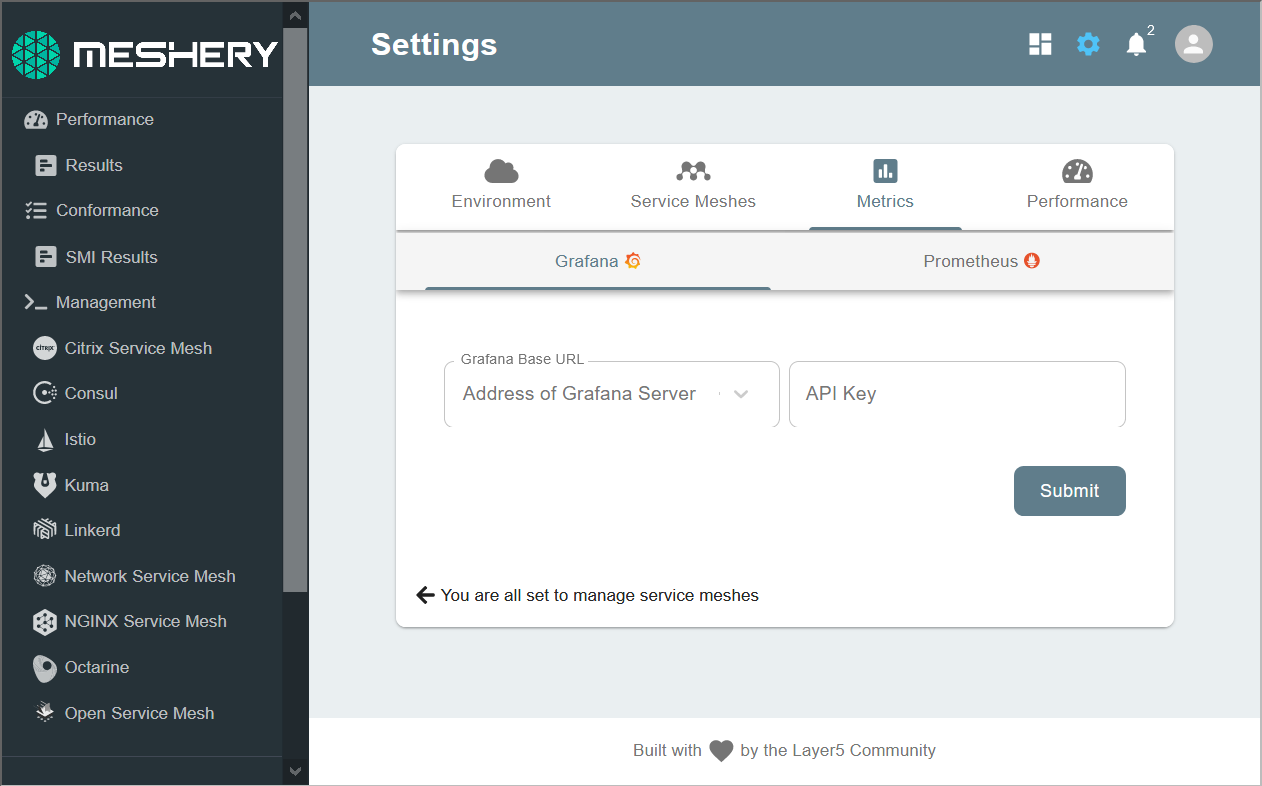 MESHERY
Performance
Results
Conformance
SMI Results
Management
Citrix Service Mesh
Consul
Istio
Kuma
Linkerd
Network Service Mesh
NGINX Service Mesh
Octarine
Open Service Mesh
Settings
2
Environment
Service Meshes
Metrics
Performance
Grafana
Prometheus
Grafana Base URL
Address of Grafana Server
API Key
Submit
You are all set to manage service meshes
Built with by the Layer5 Community